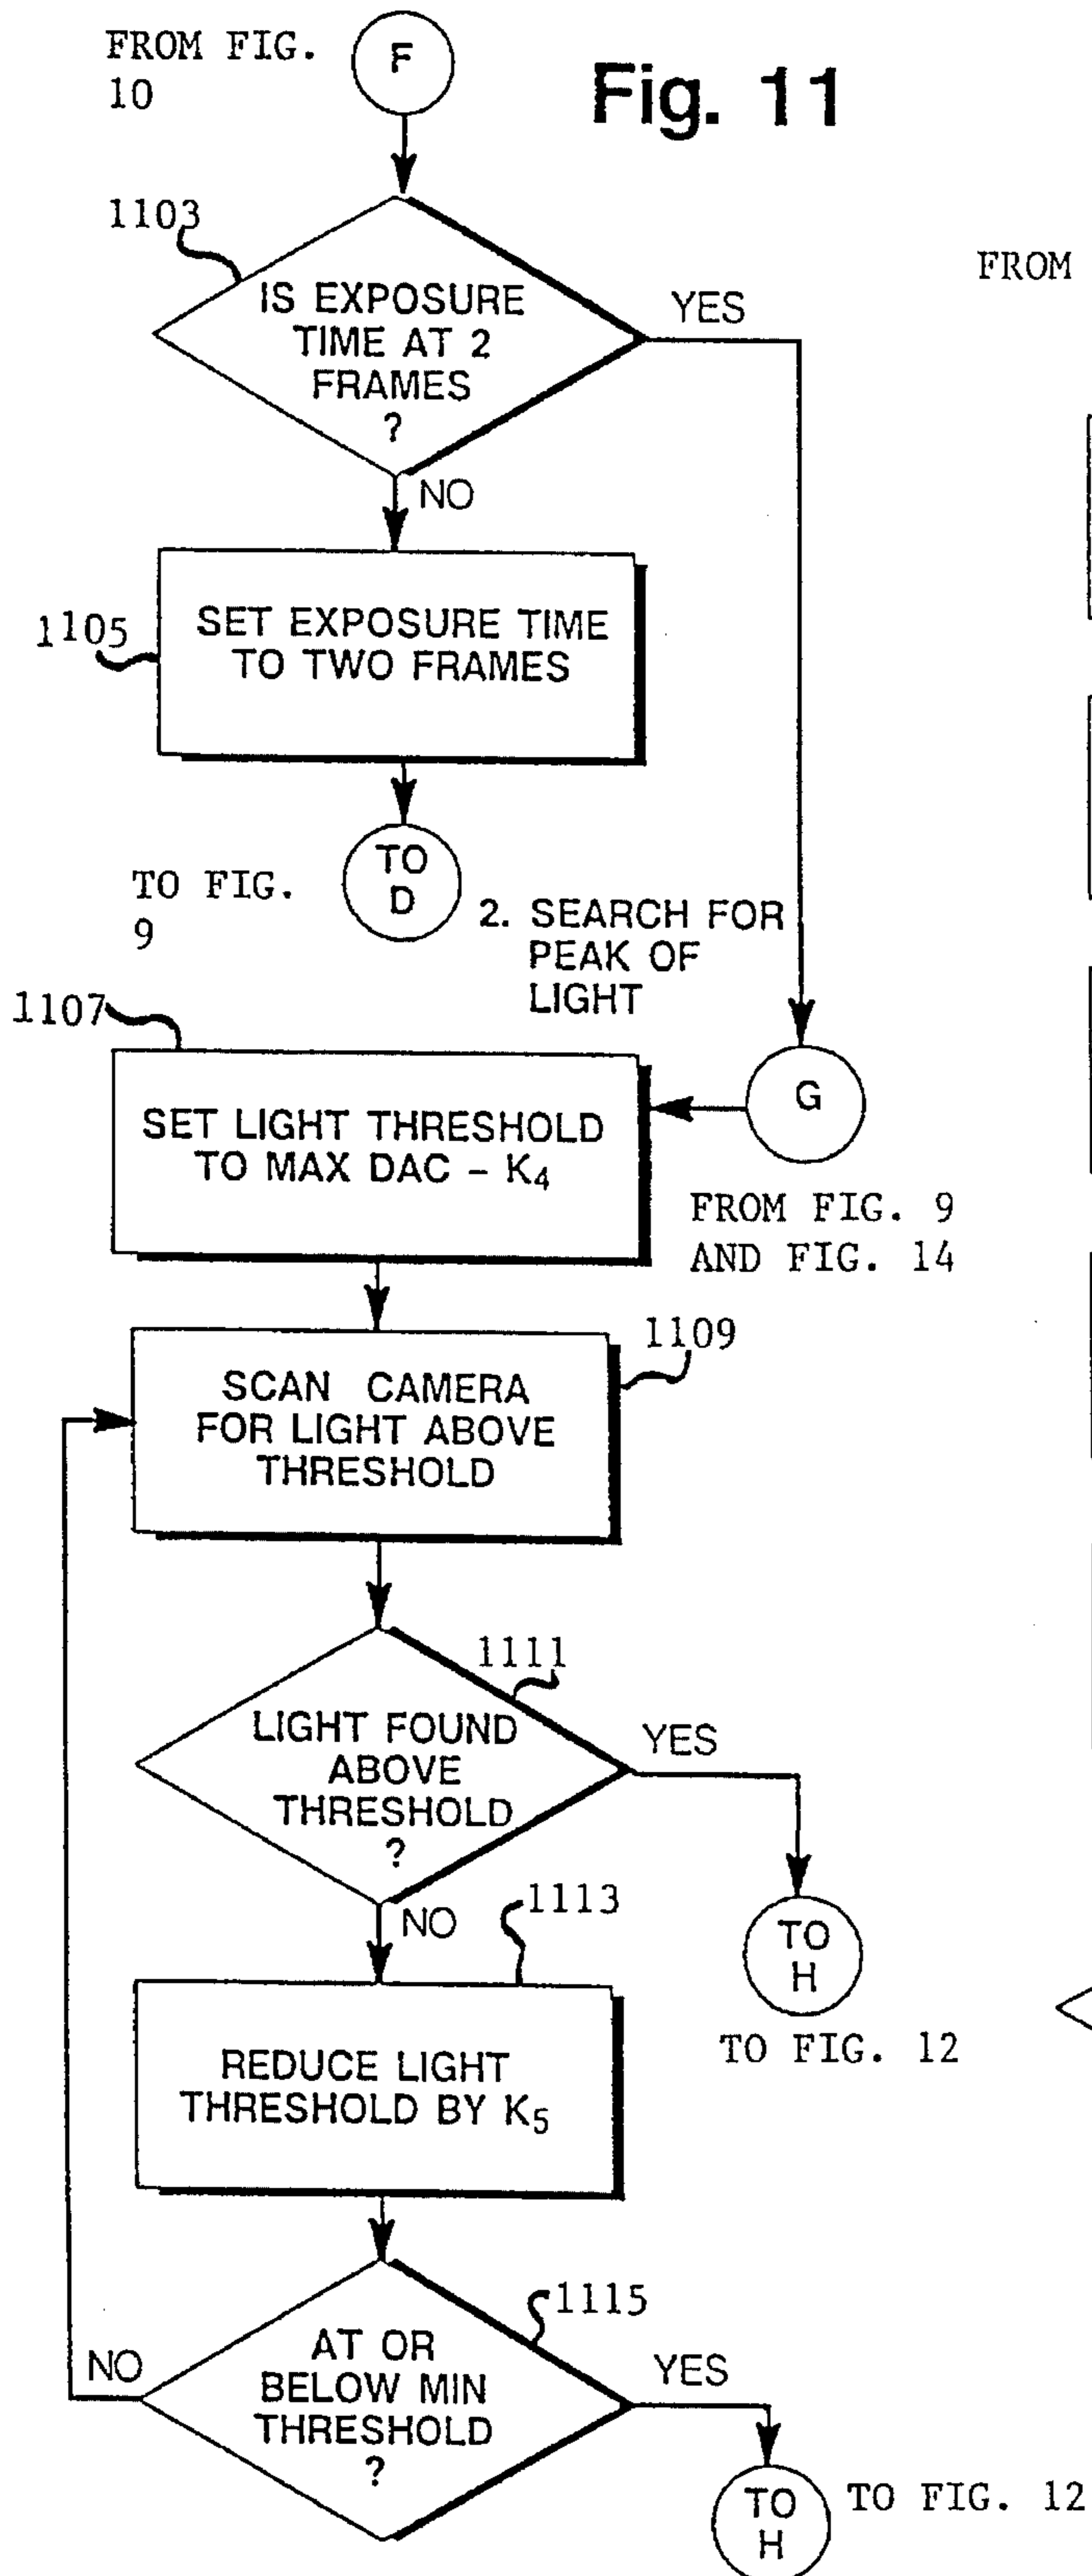 FROM FIG.
10
F
Fig. 11
1103
IS EXPOSURE
TIME AT 2
FRAMES
?
YES
FROM
NO
1105
SET EXPOSURE TIME
TO TWO FRAMES
TO FIG.
9
TO
D
2. SEARCH FOR
PEAK OF
LIGHT
1107
SET LIGHT THRESHOLD
TO MAX DAC – K4
G
FROM FIG. 9
AND FIG. 14
1109
SCAN CAMERA
FOR LIGHT ABOVE
THRESHOLD
1111
LIGHT FOUND
ABOVE
THRESHOLD
?
YES
NO
1113
TO
H
TO FIG. 12
REDUCE LIGHT
THRESHOLD BY K5
1115
AT OR
BELOW MIN
THRESHOLD
?
NO
YES
TO
H
TO FIG. 12